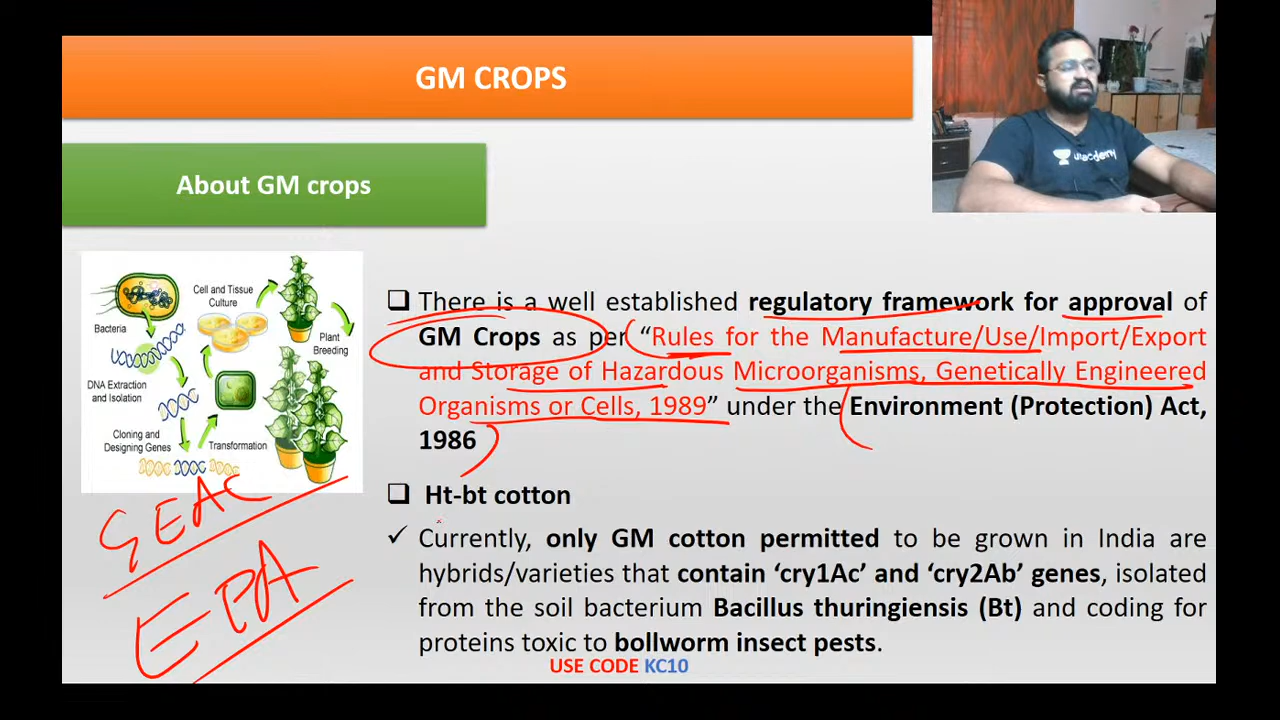 GM CROPS
unacademy
About GM crops
Cell and Tissue
Culture
Bacteria
Plant
Breeding
DNA Extraction
and Isolation
Cloning and
Designing Genes
Transformation
❑ There is a well established regulatory framework for approval of
GM Crops as per “Rules for the Manufacture/Use/Import/Export
and Storage of Hazardous Microorganisms, Genetically Engineered
Organisms or Cells, 1989” under the Environment (Protection) Act,
1986
GEAC
EPA
❑ Ht-bt cotton
✓ Currently, only GM cotton permitted to be grown in India are
hybrids/varieties that contain ‘cry1Ac’ and ‘cry2Ab’ genes, isolated
from the soil bacterium Bacillus thuringiensis (Bt) and coding for
proteins toxic to bollworm insect pests.
USE CODE KC10